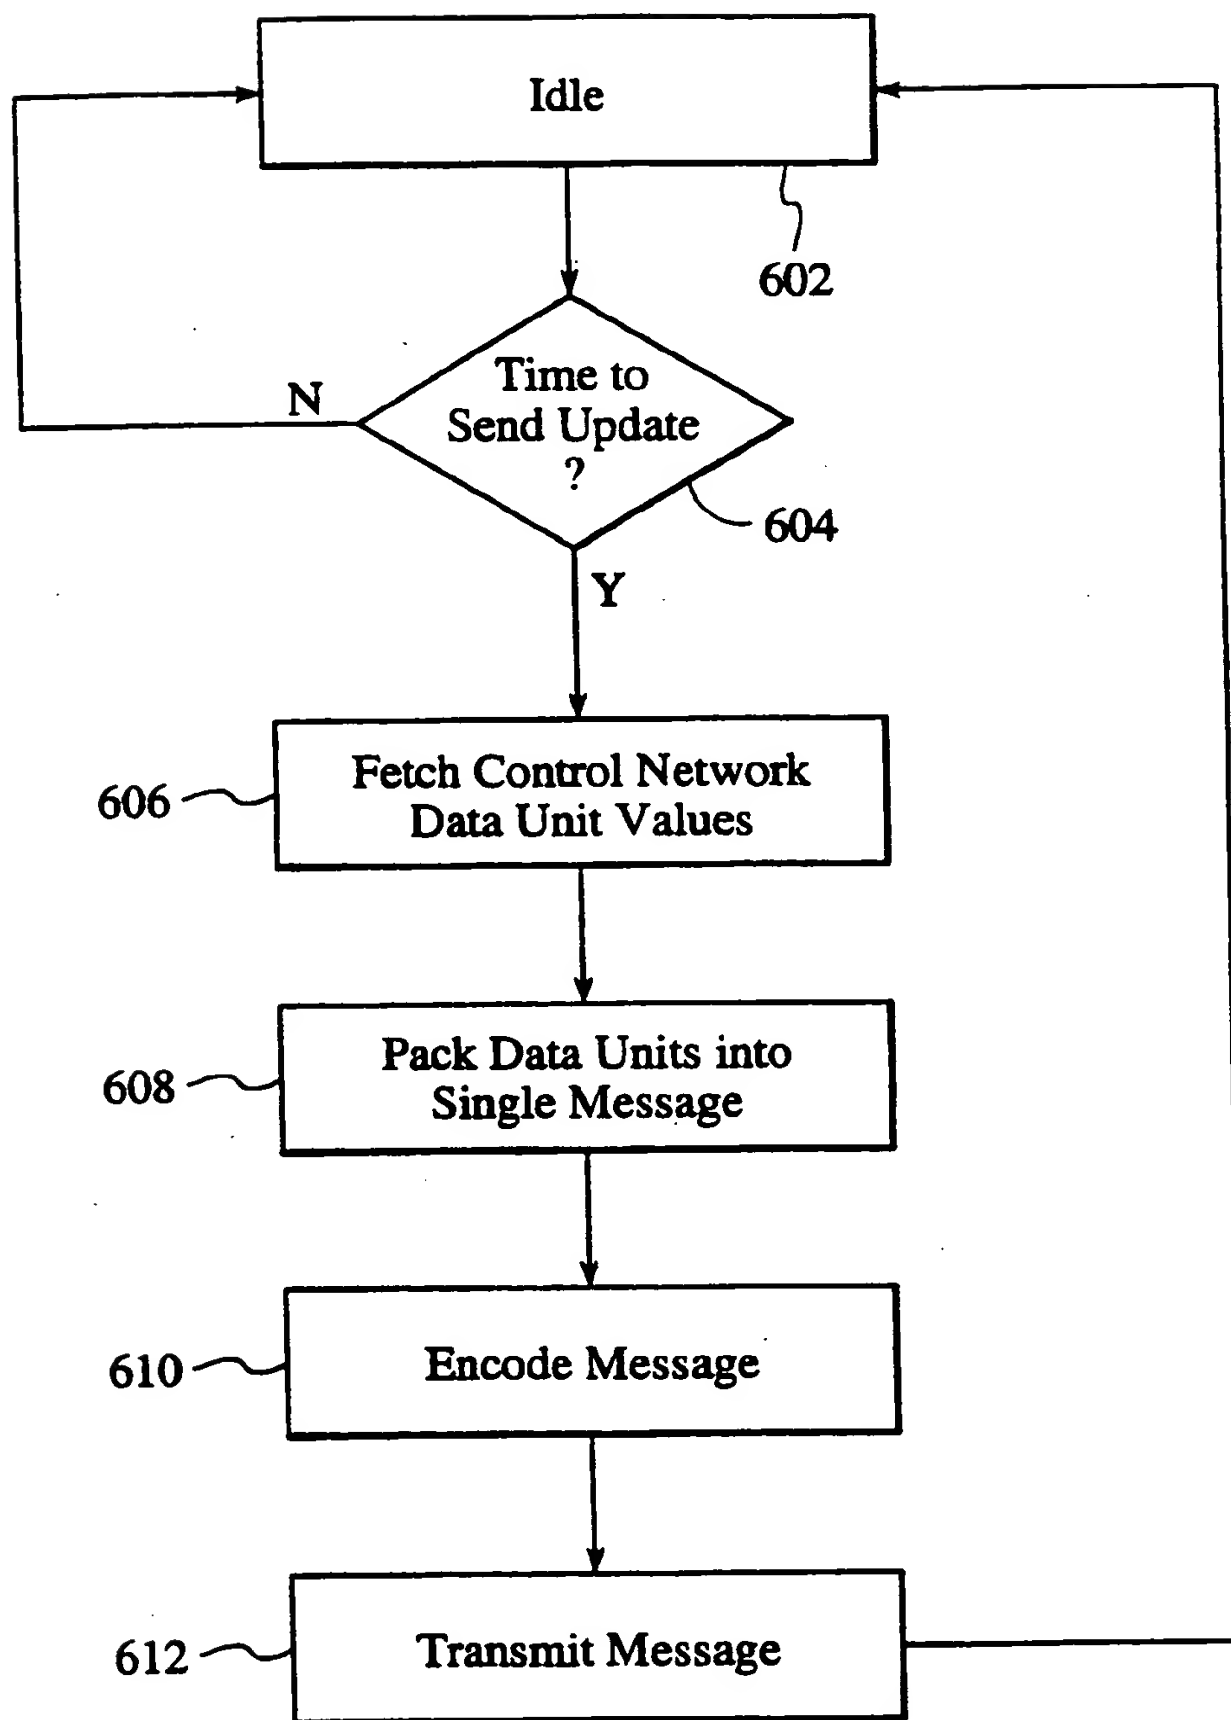 Idle
602
Time to
Send Update
?
N
604
Y
Fetch Control Network
Data Unit Values
606
Pack Data Units into
Single Message
608
Encode Message
610
Transmit Message
612